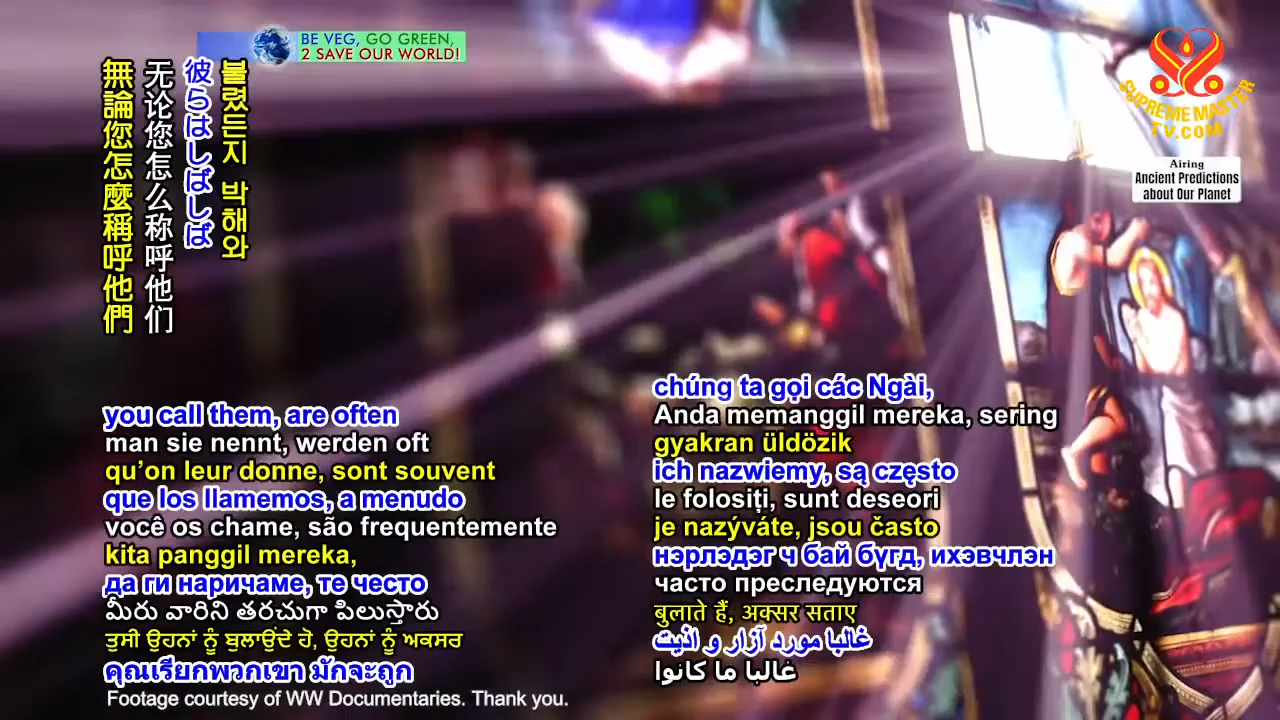 BE VEG, GO GREEN,
2 SAVE OUR WORLD!
SUPREME MASTER
TV.COM
Airing
Ancient Predictions
about Our Planet
불렸든지 박해와
彼らはしばしば
无论您怎么称呼他们
無論您怎麼稱呼他們
you call them, are often
man sie nennt, werden oft
qu’on leur donne, sont souvent
que los llamemos, a menudo
você os chame, são frequentemente
kita panggil mereka,
да ги наричаме, те често
మీరు వారిని తరచుగా పిలుస్తారు
ਤੁਸੀ ਉਹਨਾਂ ਨੂੰ ਬੁਲਾਉਂਦੇ ਹੋ, ਉਹਨਾਂ ਨੂੰ ਅਕਸਰ
คุณเรียกพวกเขา มักจะถูก
chúng ta gọi các Ngài,
Anda memanggil mereka, sering
gyakran üldözik
ich nazwiemy, są często
le folosiți, sunt deseori
je nazýváte, jsou často
нэрлэдэг ч бай бүгд, ихэвчлэн
часто преследуются
बुलाते हैं, अक्सर सताए
غالبا مورد آزار و اذیت
غالبا ما كانوا
Footage courtesy of WW Documentaries. Thank you.